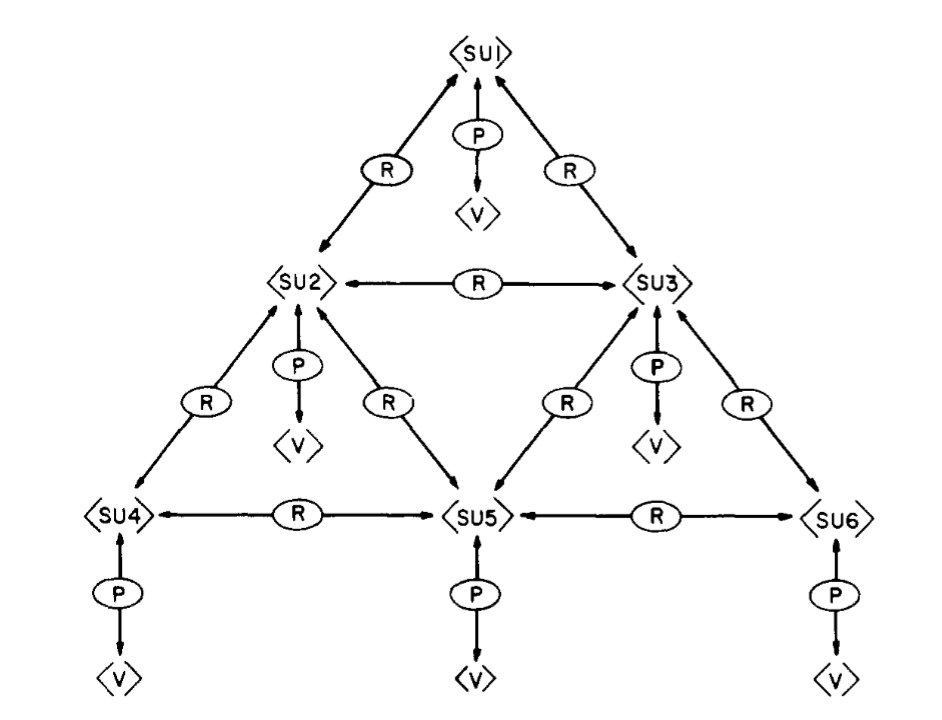 <SU1>
P
R R
<V>
<SU2> R <SU3>
P P
R R R R
<V> <V>
<SU4> R <SU5> R <SU6>
P P P
<V> <V> <V>